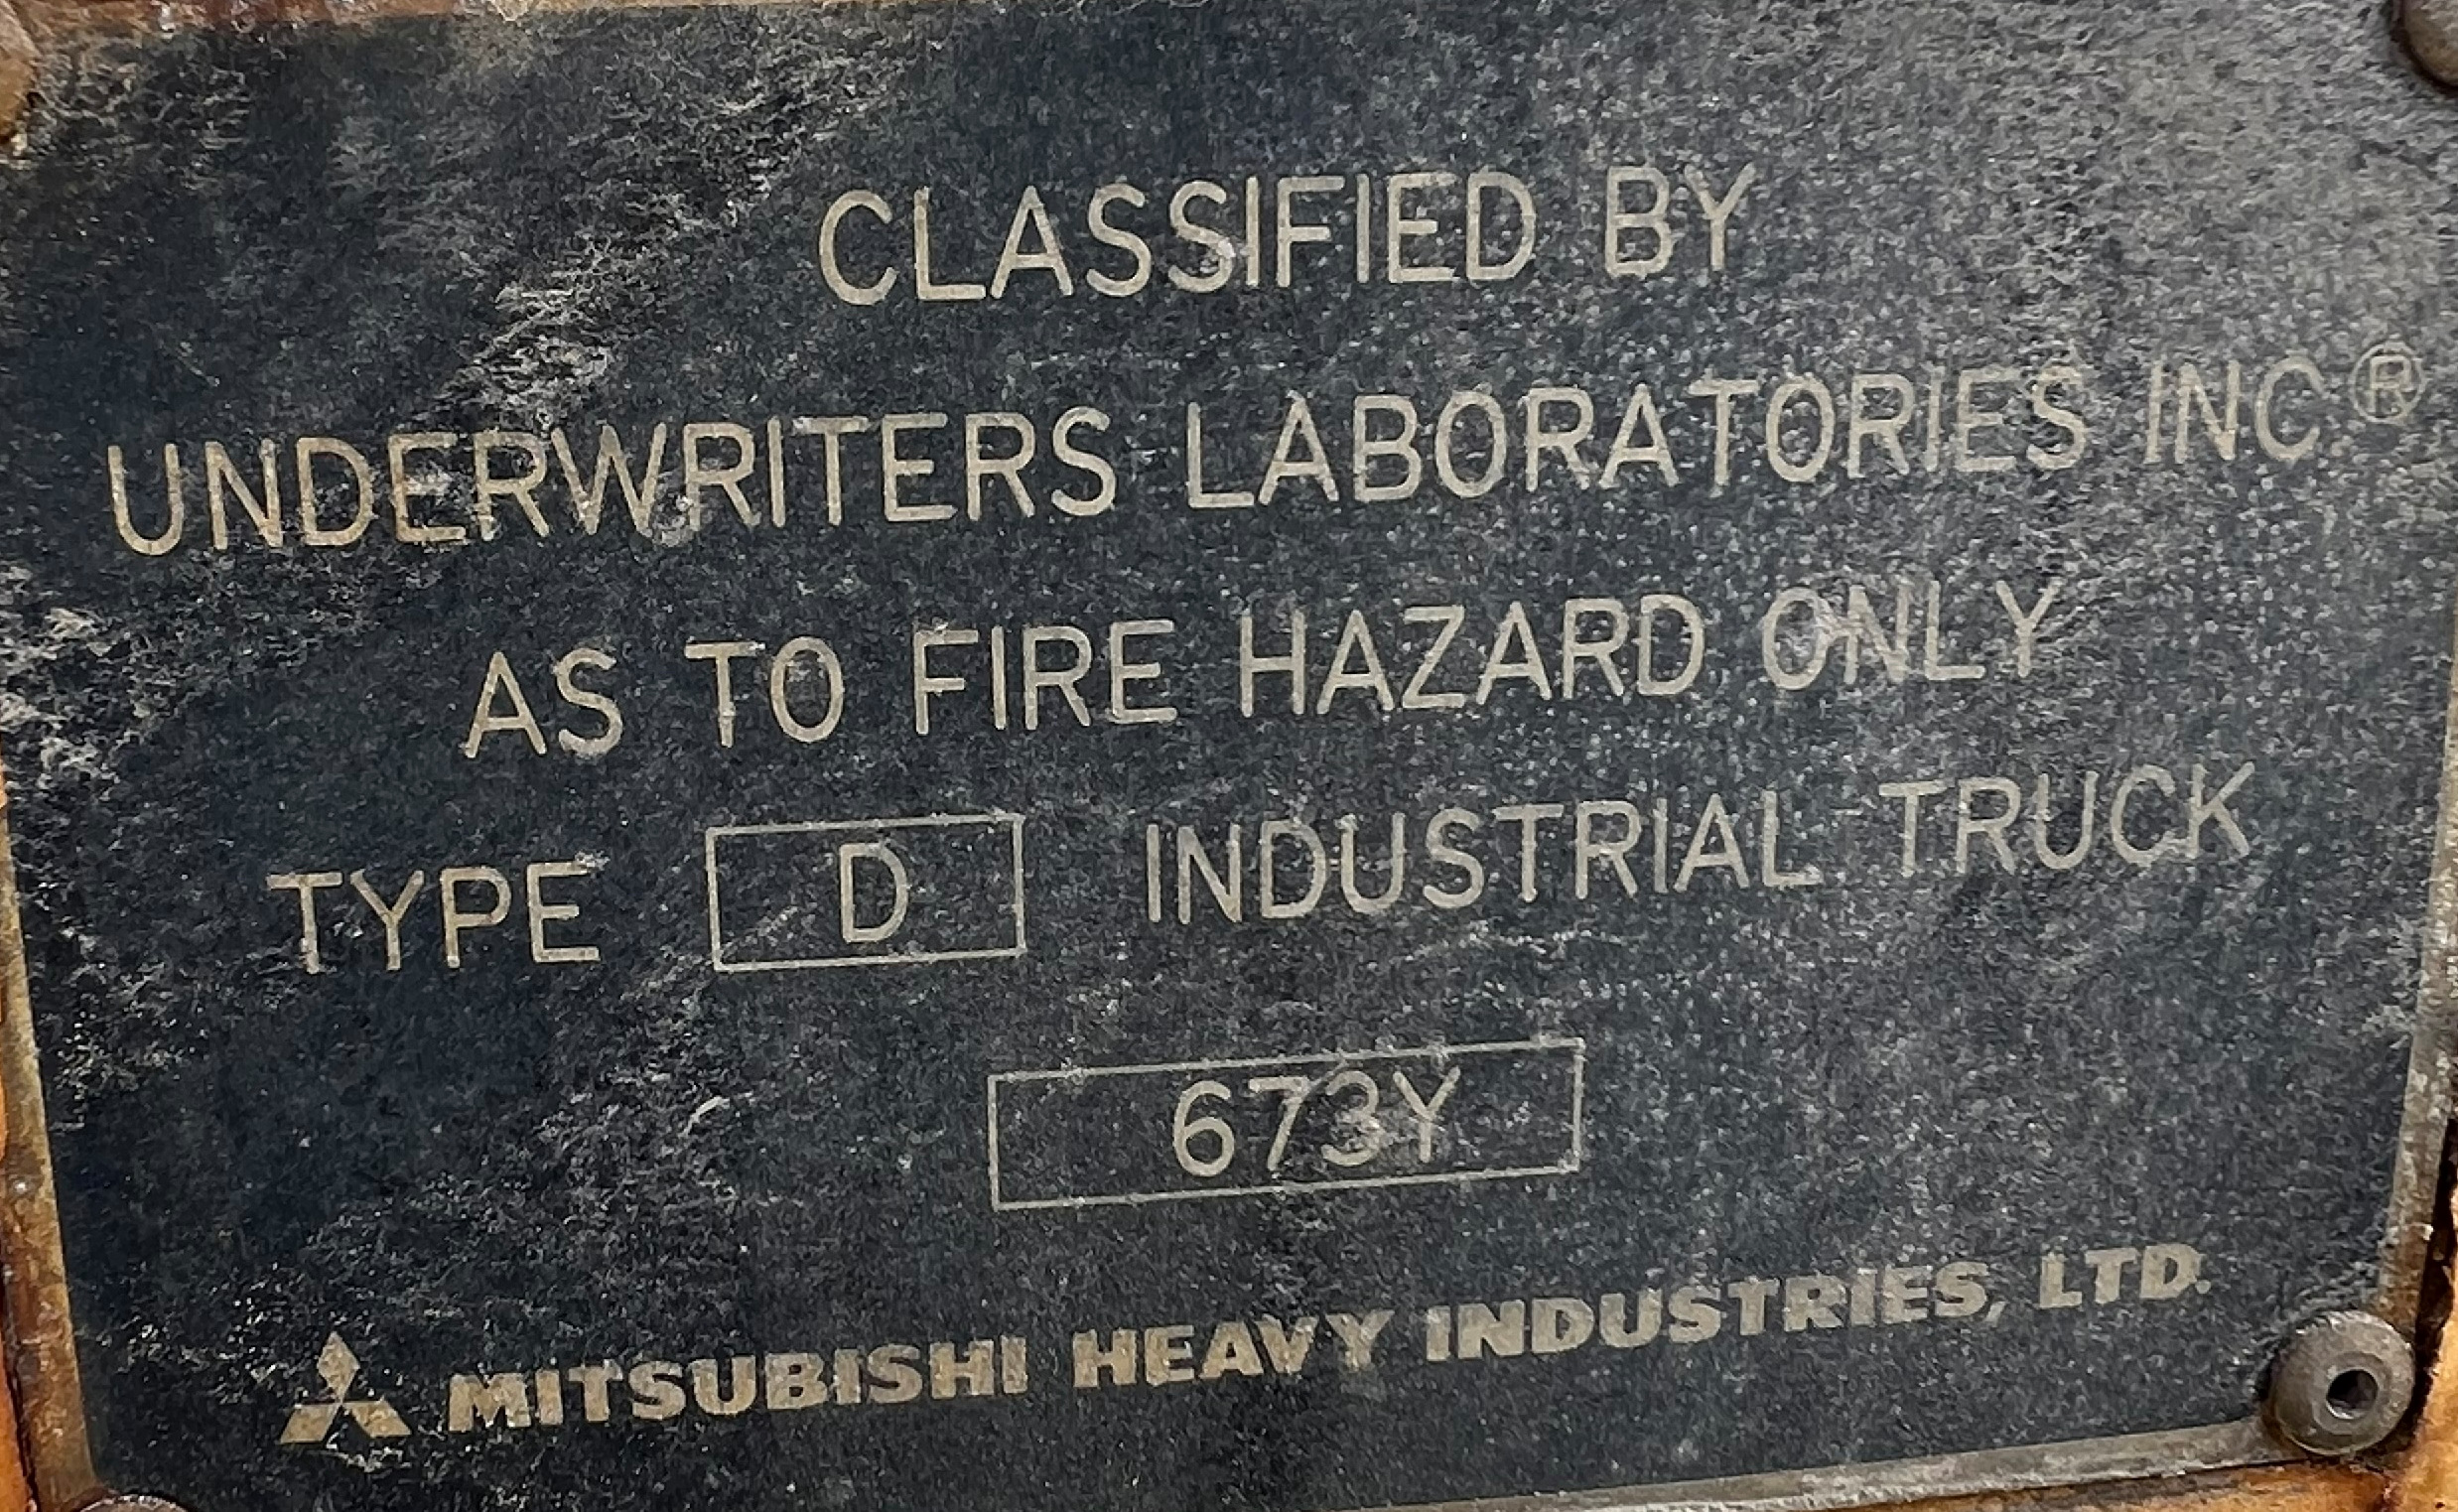 CLASSIFIED BY
UNDERWRITERS LABORATORIES INC®
AS TO FIRE HAZARD ONLY
TYPE D INDUSTRIAL TRUCK
673Y
MITSUBISHI HEAVY INDUSTRIES, LTD.